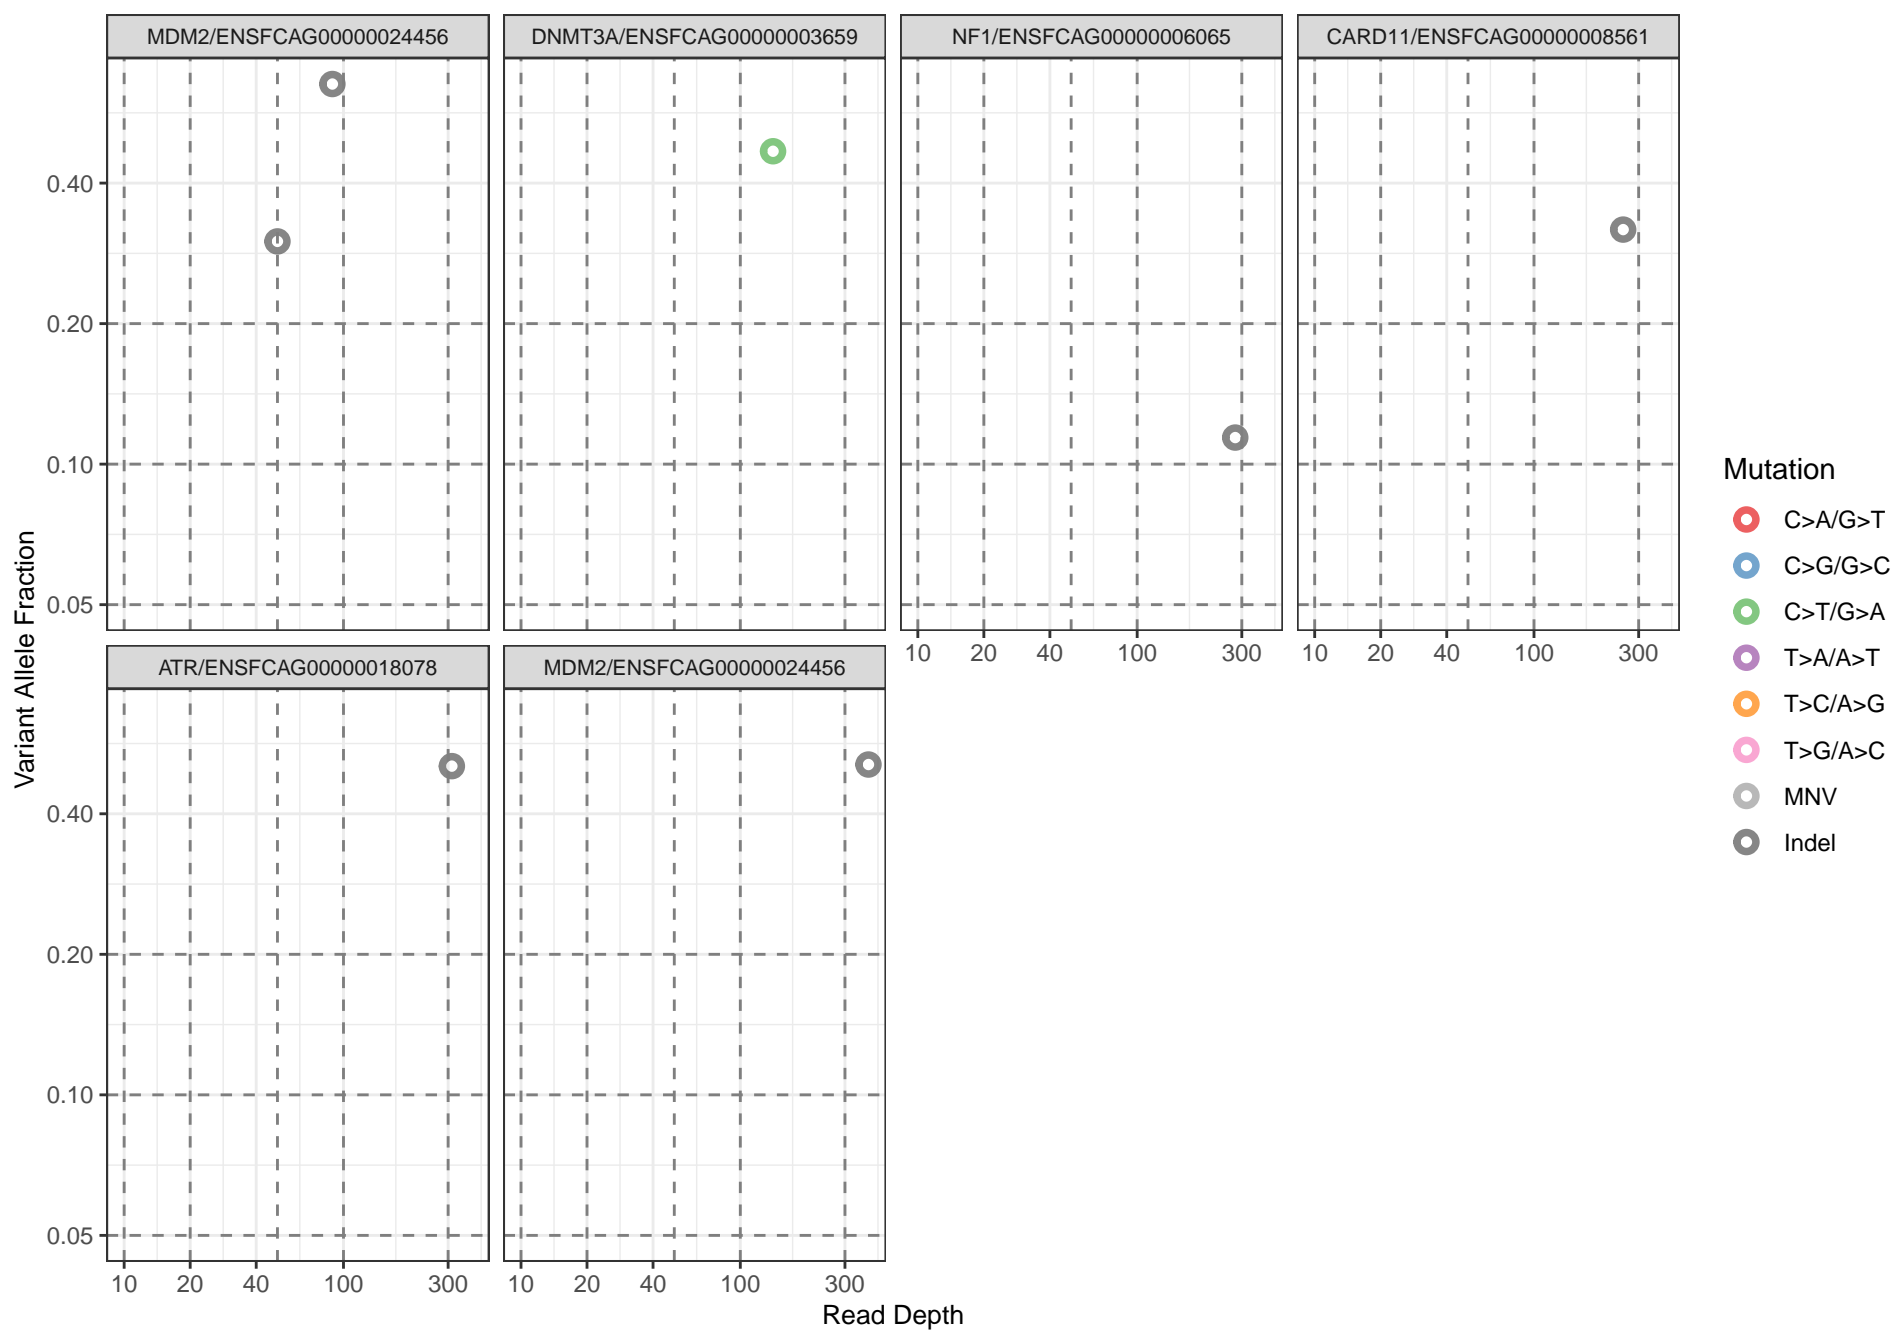 MDM2/ENSFCAG00000024456 DNMT3A/ENSFCAG00000003659 NF1/ENSFCAG00000006065 CARD11/ENSFCAG00000008561
0.40
0.20
0.10
0.05
10 20 40 100 300 10 20 40 100 300
ATR/ENSFCAG00000018078 MDM2/ENSFCAG00000024456
0.40
0.20
0.10
0.05
10 20 40 100 300 10 20 40 100 300
Read Depth
Variant Allele Fraction
Mutation
C>A/G>T
C>G/G>C
C>T/G>A
T>A/A>T
T>C/A>G
T>G/A>C
MNV
Indel